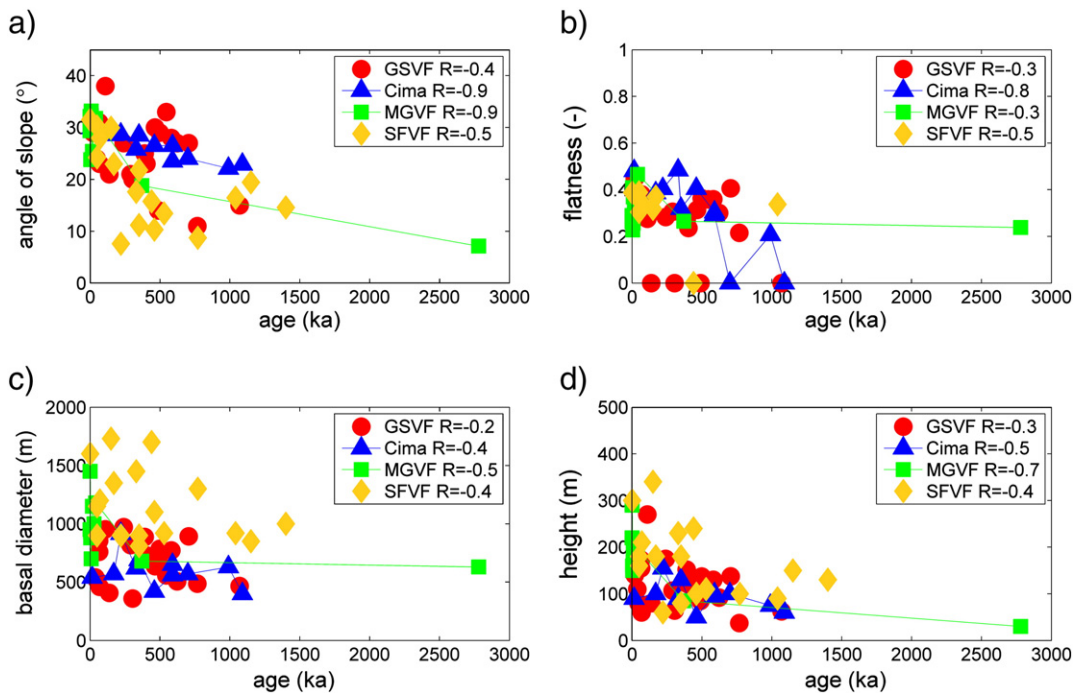 a)
angle of slope (°)
40
30
20
10
0
0 500 1000 1500 2000 2500 3000
age (ka)
GSVF R=-0.4
Cima R=-0.9
MGVF R=-0.9
SFVF R=-0.5
b)
flatness (-)
1
0.8
0.6
0.4
0.2
0
0 500 1000 1500 2000 2500 3000
age (ka)
GSVF R=-0.3
Cima R=-0.8
MGVF R=-0.3
SFVF R=-0.5
c)
basal diameter (m)
2000
1500
1000
500
0
0 500 1000 1500 2000 2500 3000
age (ka)
GSVF R=-0.2
Cima R=-0.4
MGVF R=-0.5
SFVF R=-0.4
d)
height (m)
500
400
300
200
100
0
0 500 1000 1500 2000 2500 3000
age (ka)
GSVF R=-0.3
Cima R=-0.5
MGVF R=-0.7
SFVF R=-0.4